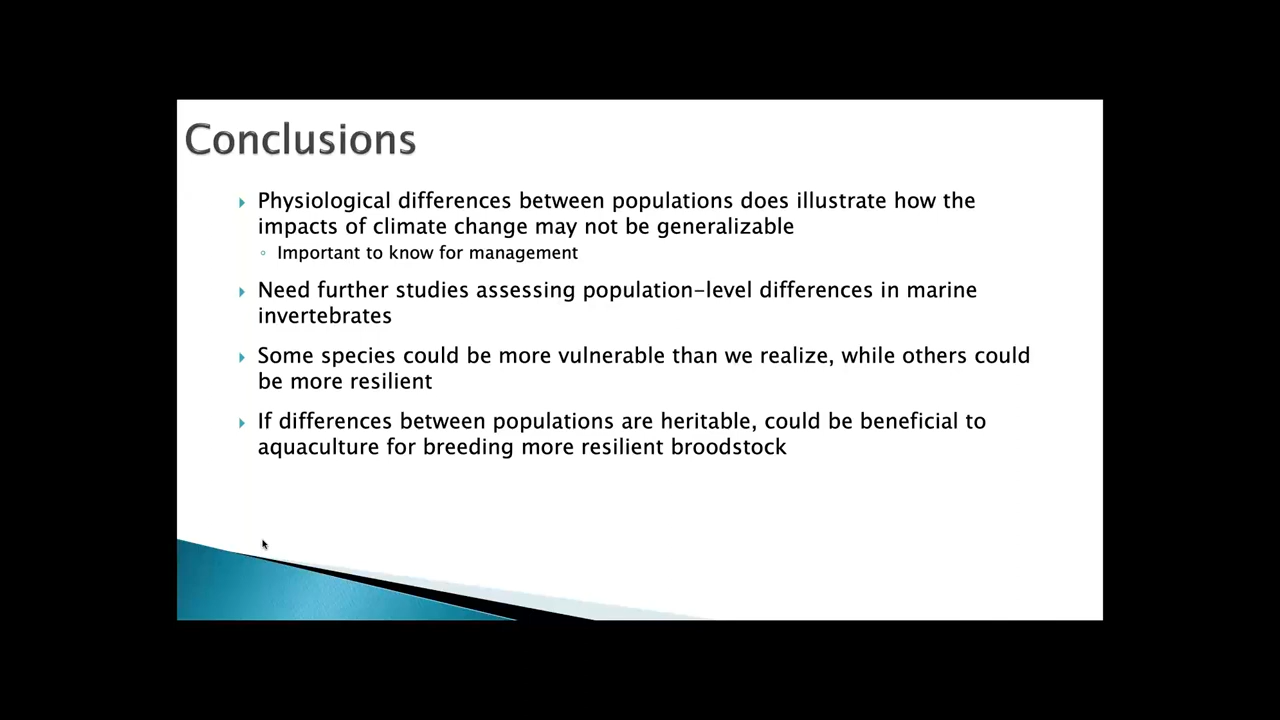 Conclusions
Physiological differences between populations does illustrate how the
impacts of climate change may not be generalizable
Important to know for management
Need further studies assessing population-level differences in marine
invertebrates
Some species could be more vulnerable than we realize, while others could
be more resilient
If differences between populations are heritable, could be beneficial to
aquaculture for breeding more resilient broodstock